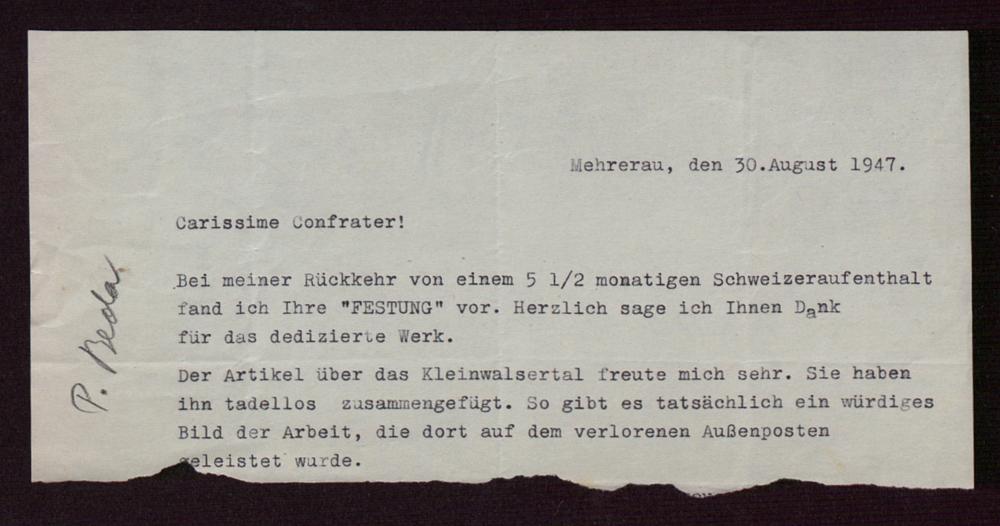 Mehrerau, den 30.August 1947.
Carissime Confrater!
Bei meiner Rückkehr von einem 5 1/2 monatigen Schweizeraufenthalt
fand ich Ihre "FESTUNG" vor. Herzlich sage ich Ihnen Dank
für das dedizierte Werk.
Der Artikel über das Kleinwalsertal freute mich sehr. Sie haben
ihn tadellos zusammengefügt. So gibt es tatsächlich ein würdiges
Bild der Arbeit, die dort auf dem verlorenen Außenposten
geleistet wurde.
P. Beda